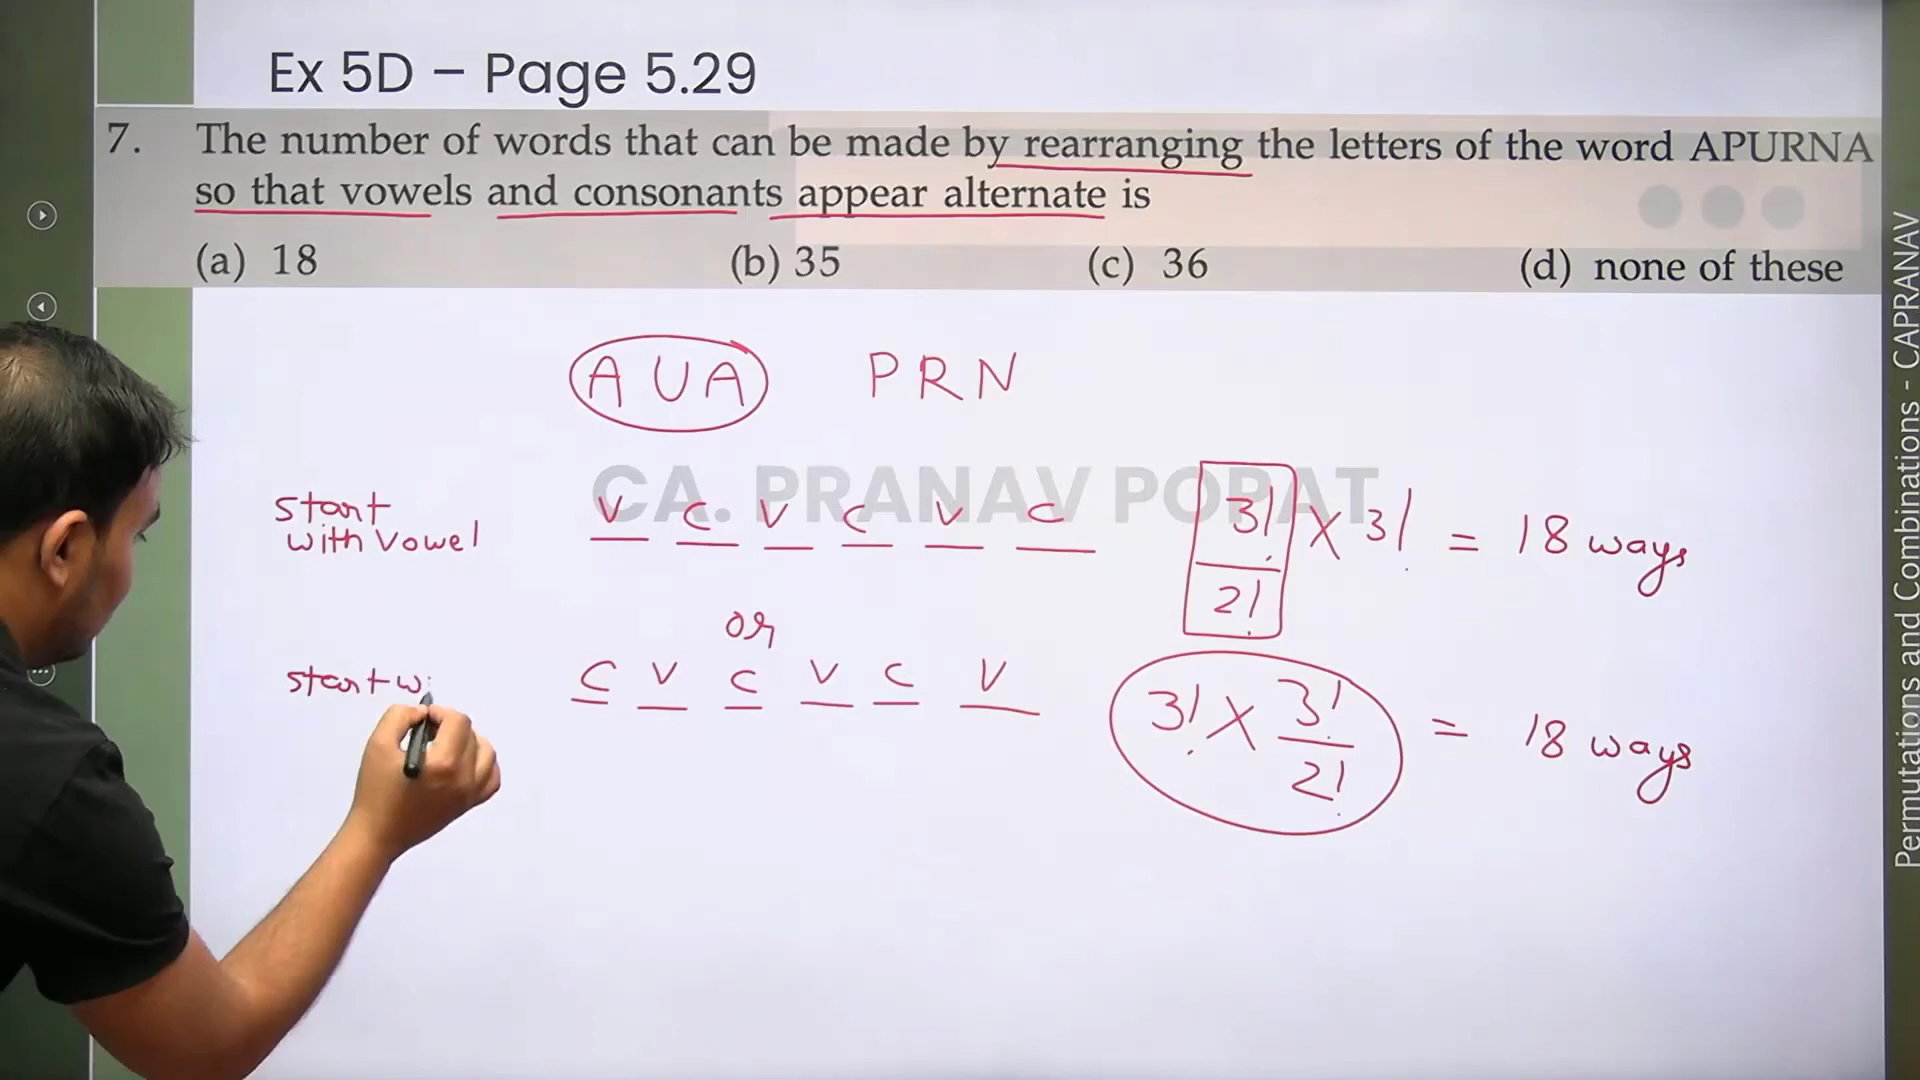 Ex 5D – Page 5.29
7. The number of words that can be made by rearranging the letters of the word APURNA
so that vowels and consonants appear alternate is
(a) 18 (b) 35 (c) 36 (d) none of these
A U A P R N
CA. PRANAV POPAT
start
with Vowel
V C V C V C
3!/2! X 3! = 18 ways
or
start wi
C V C V C V
3! X 3!/2! = 18 ways
Permutations and Combinations - CAPRANAV